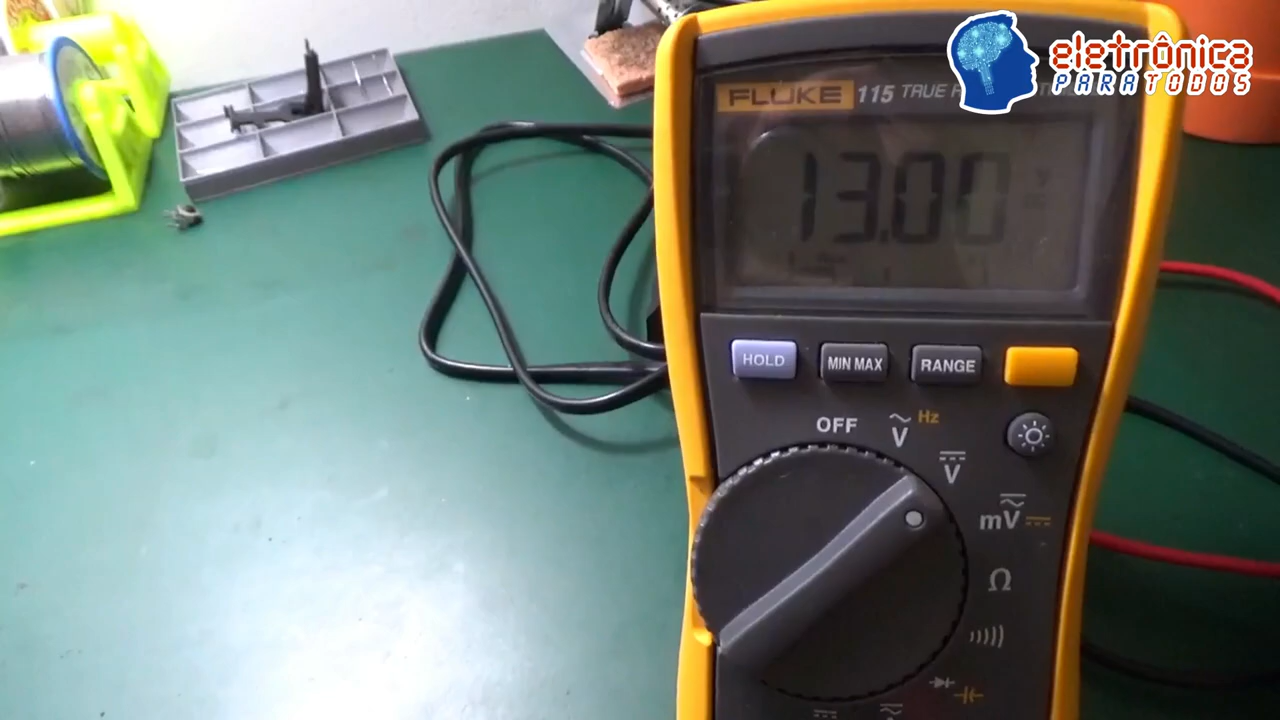 eletrônica
PARATODOS
FLUKE 115 TRUE
13.00
HOLD
MIN MAX
RANGE
OFF
V
Hz
V
mV
Ω